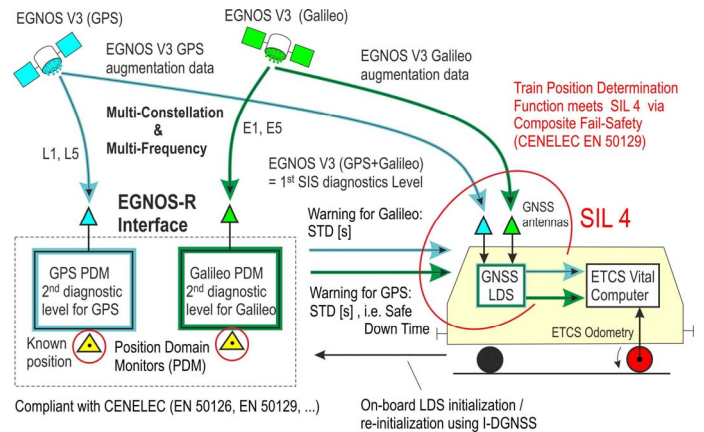 EGNOS V3 (GPS)
EGNOS V3 (Galileo)
EGNOS V3 GPS
augmentation data
EGNOS V3 Galileo
augmentation data
Train Position Determination
Function meets SIL 4 via
Composite Fail-Safety
(CENELEC EN 50129)
Multi-Constellation
&
Multi-Frequency
L1, L5
E1, E5
EGNOS V3 (GPS+Galileo)
= 1st SIS diagnostics Level
EGNOS-R
Interface
Warning for Galileo:
STD [s]
GNSS
antennas
SIL 4
GPS PDM
2nd diagnostic
level for GPS
Galileo PDM
2nd diagnostic
level for Galileo
GNSS
LDS
ETCS Vital
Computer
Warning for GPS:
STD [s] , i.e. Safe
Down Time
ETCS Odometry
Known
position
Position Domain
Monitors (PDM)
Compliant with CENELEC (EN 50126, EN 50129, ...)
On-board LDS initialization /
re-initialization using I-DGNSS